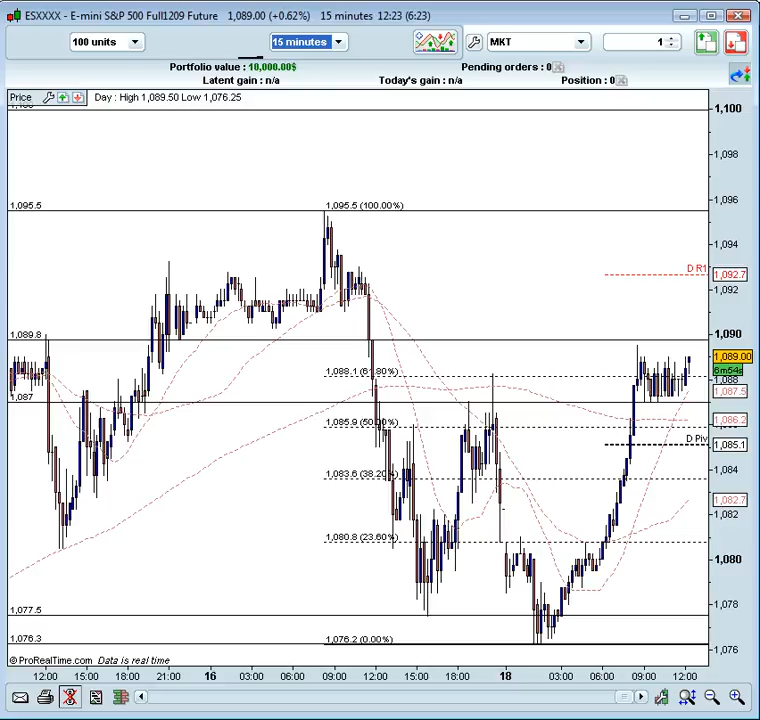 ESXXXX - E-mini S&P 500 Full1209 Future 1,089.00 (+0.62%) 15 minutes 12:23 (6:23)
100 units 15 minutes MKT 1
Portfolio value : 10,000.00$ Pending orders : 0
Latent gain : n/a Today's gain : n/a Position : 0
Price Day : High 1,089.50 Low 1,076.25
1,100
1,098
1,096
1,095.5 1,095.5 (100.00%)
1,094
D R1 1,092.7
1,092
1,090
1,089.8
1,089.00
6m54s
1,088.1 (61.80%) 1,088
1,087.5
1,087
1,086.2
1,085.9 (50.00%)
D Piv 1,085.1
1,084
1,083.6 (38.20%)
1,082.7
1,082
1,080.8 (23.60%)
1,080
1,078
1,077.5
1,076.3 1,076.2 (0.00%)
1,076
© ProRealTime.com Data is real time
12:00 15:00 18:00 21:00 16 03:00 06:00 09:00 12:00 15:00 18:00 21:00 18 03:00 06:00 09:00 12:00